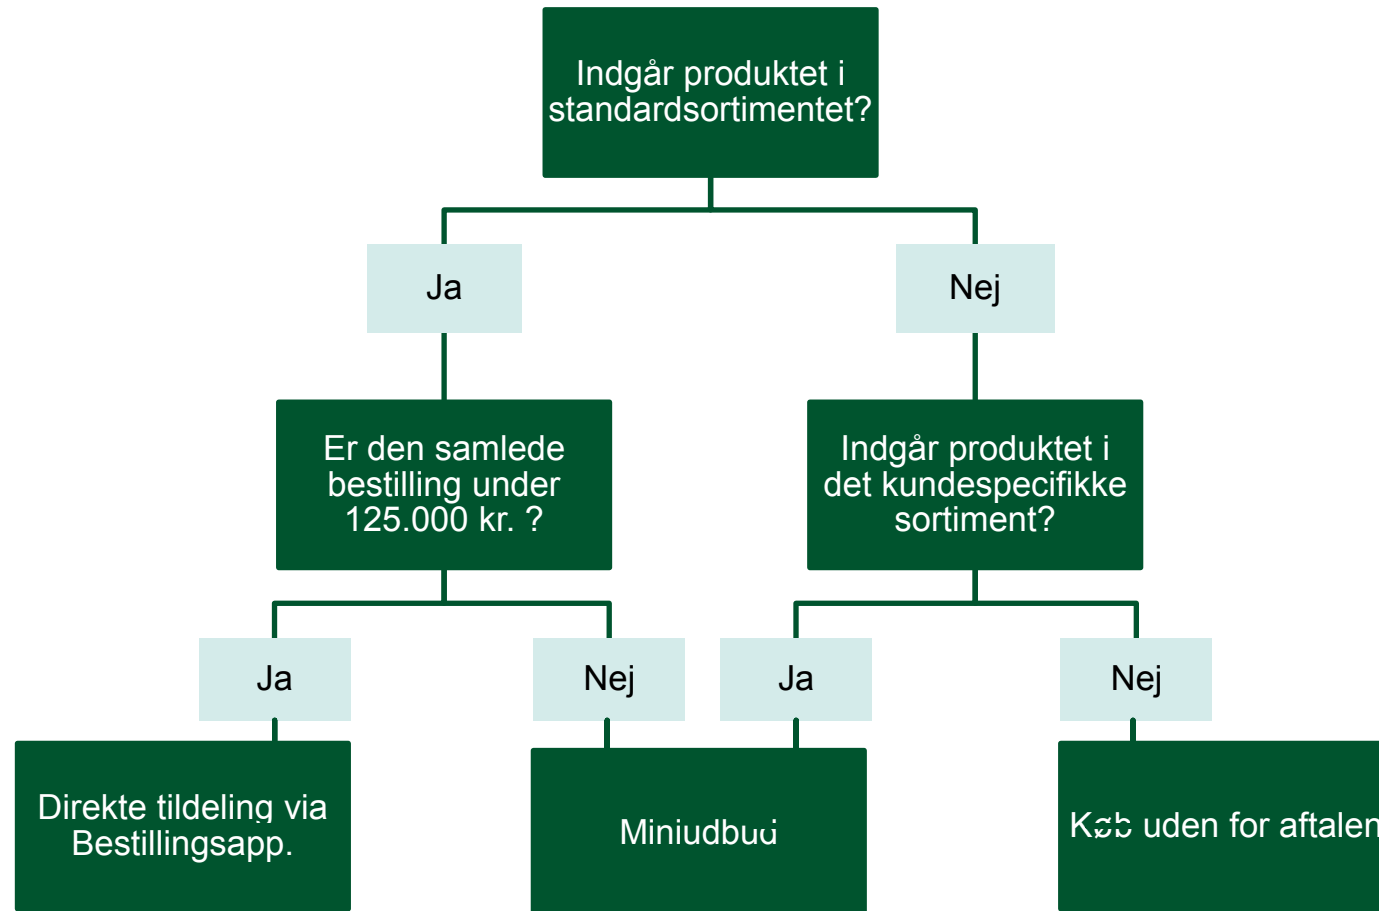 Indgår produktet i
standardsortimentet?
Ja
Nej
Er den samlede
bestilling under
125.000 kr. ?
Indgår produktet i
det kundespecifikke
sortiment?
Ja
Nej
Ja
Nej
Direkte tildeling via
Bestillingsapp.
Miniudbud
Køb uden for aftalen